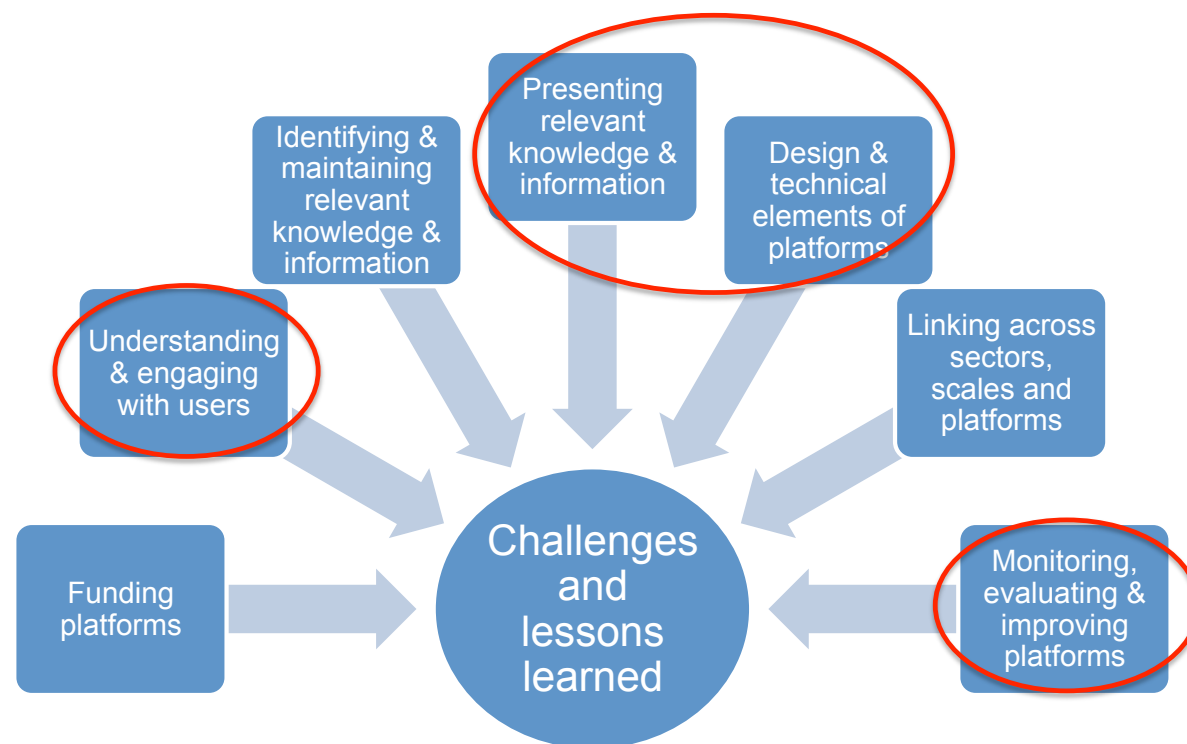 Presenting
relevant
knowledge &
information
Identifying &
maintaining
relevant
knowledge &
information
Design &
technical
elements of
platforms
Understanding
& engaging
with users
Linking across
sectors,
scales and
platforms
Funding
platforms
Challenges
and
lessons
learned
Monitoring,
evaluating &
improving
platforms